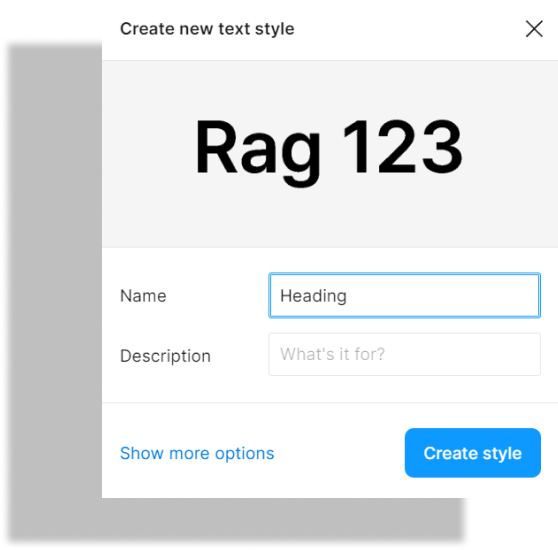 Create new text style
Rag 123
Name
Heading
Description
What's it for?
Show more options
Create style